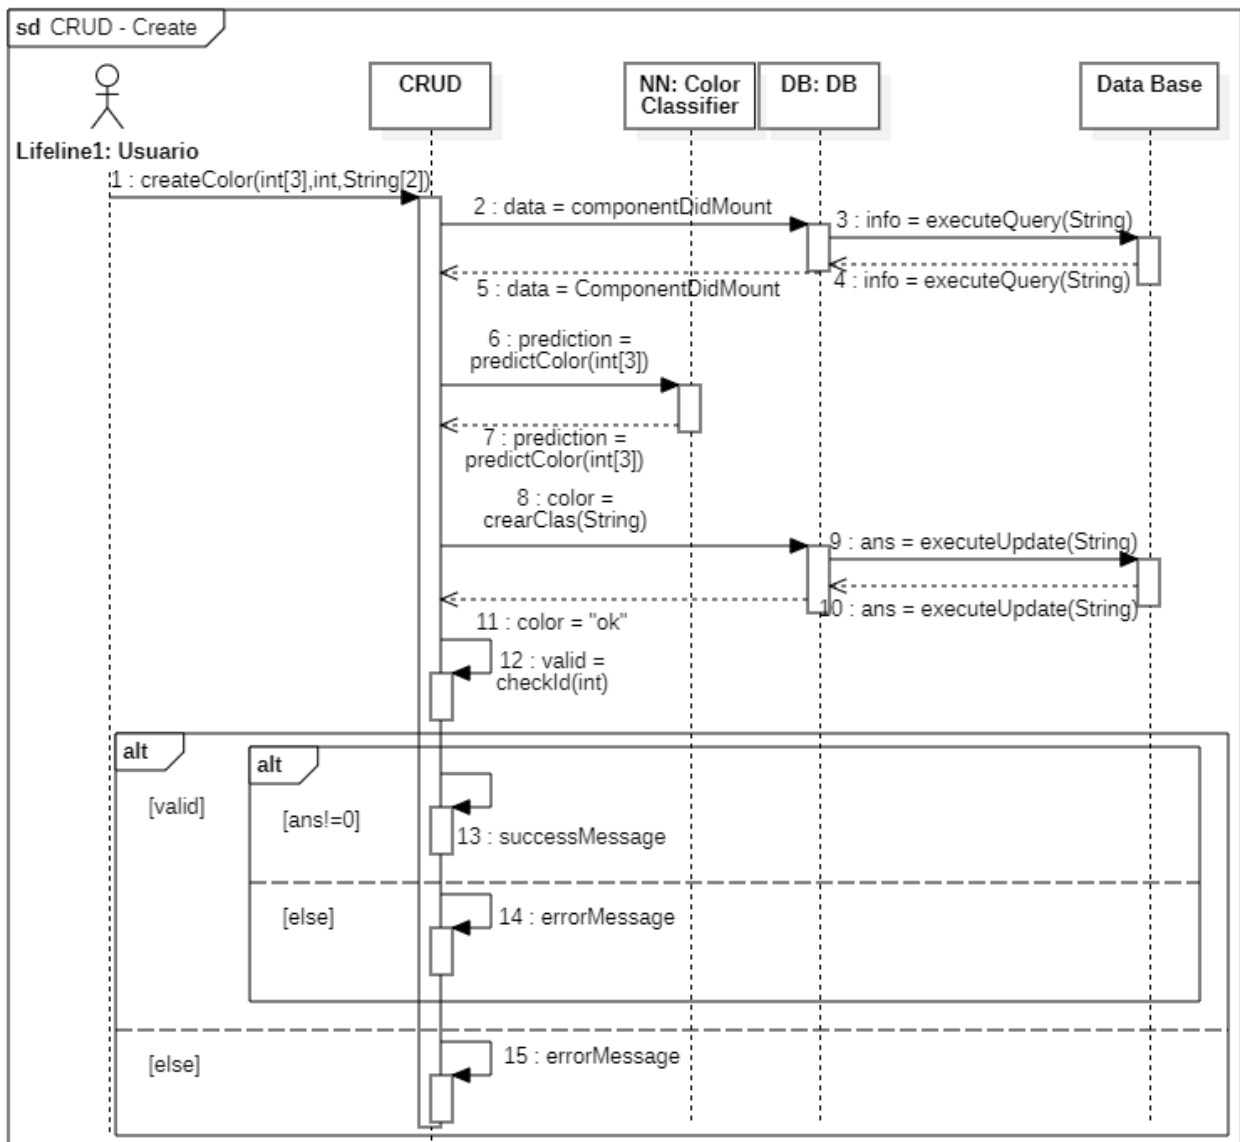 sd CRUD - Create
Lifeline1: Usuario
CRUD
NN: Color
Classifier
DB: DB
Data Base
1 : createColor(int[3],int,String[2])
2 : data = componentDidMount
3 : info = executeQuery(String)
4 : info = executeQuery(String)
5 : data = ComponentDidMount
6 : prediction =
predictColor(int[3])
7 : prediction =
predictColor(int[3])
8 : color =
crearClas(String)
9 : ans = executeUpdate(String)
10 : ans = executeUpdate(String)
11 : color = "ok"
12 : valid =
checkId(int)
alt
[valid]
alt
[ans!=0]
13 : successMessage
[else]
14 : errorMessage
[else]
15 : errorMessage